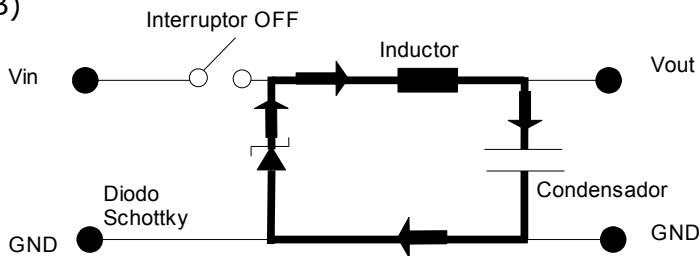 B)
Interruptor OFF
Inductor
Vin
Vout
Diodo
Schottky
Condensador
GND
GND